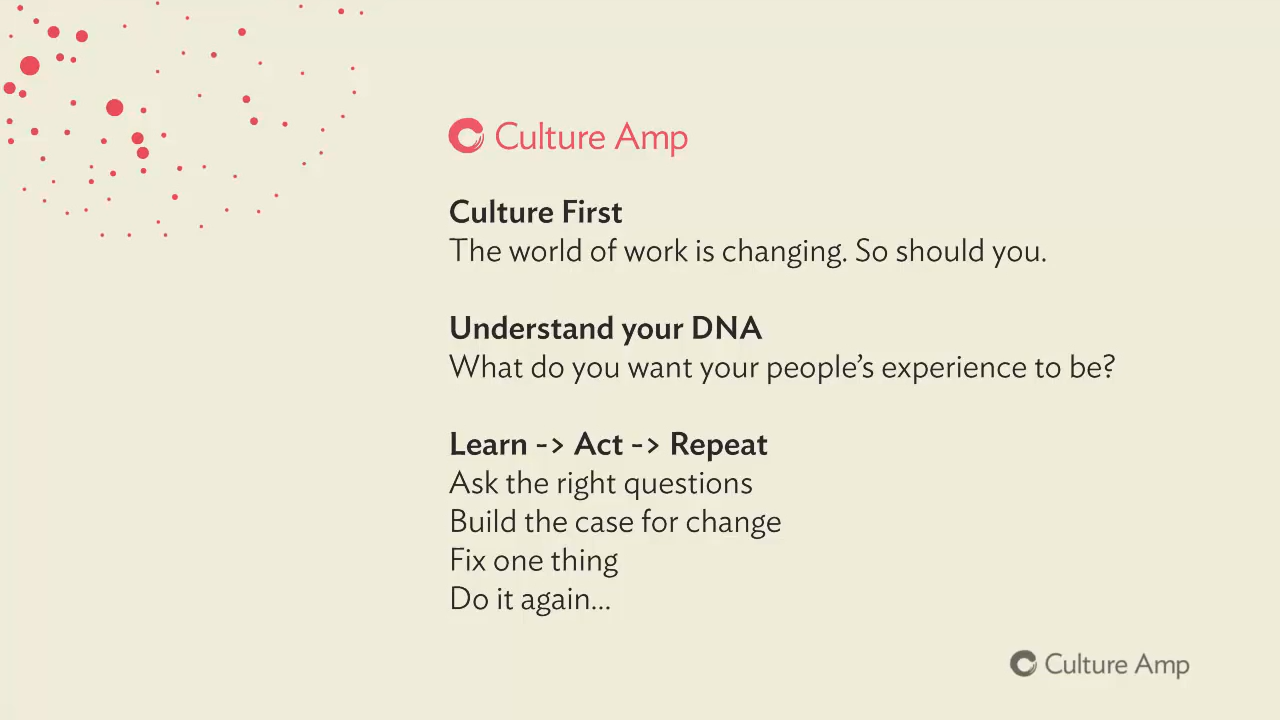 Culture Amp
Culture First
The world of work is changing. So should you.
Understand your DNA
What do you want your people’s experience to be?
Learn -> Act -> Repeat
Ask the right questions
Build the case for change
Fix one thing
Do it again...
Culture Amp